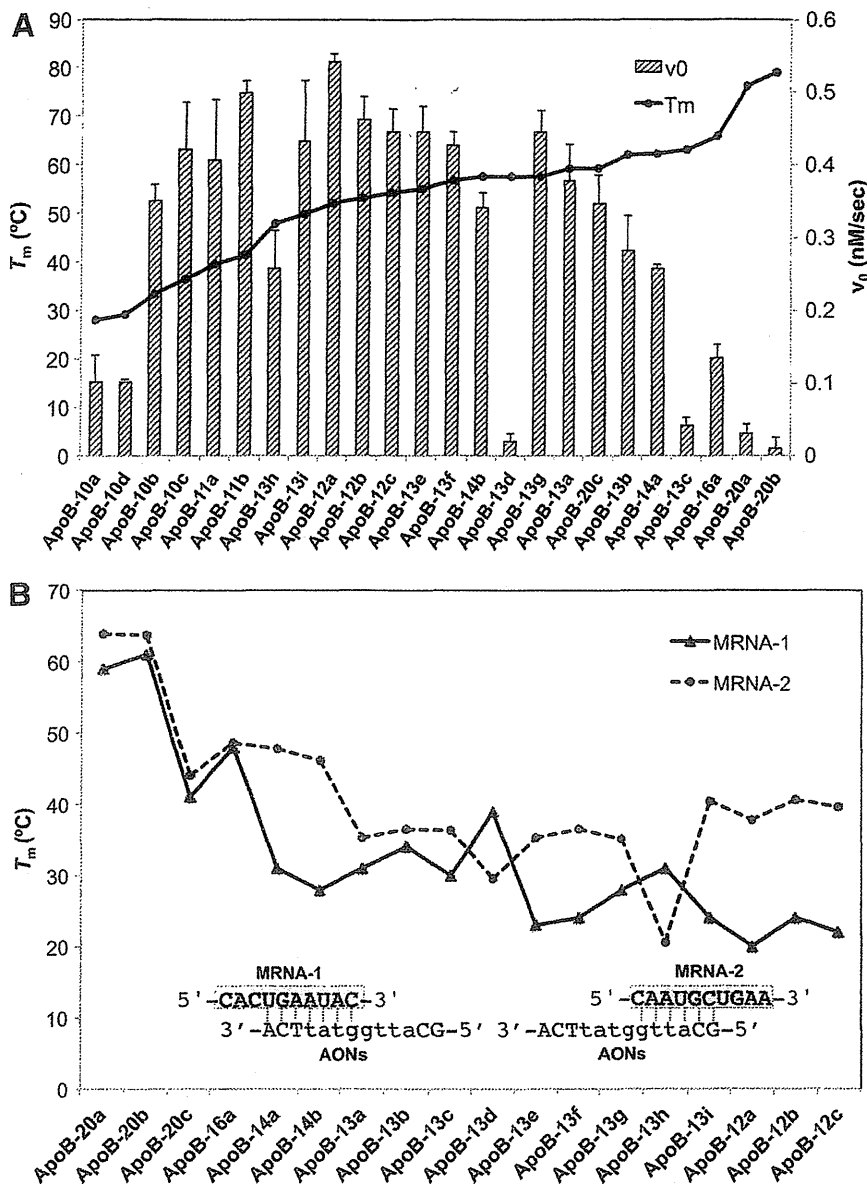 A
90
80
70
60
50
40
30
20
10
0
Tm (ºC)
v0
Tm
0.6
0.5
0.4
0.3
0.2
0.1
0
v0 (nM/sec)
ApoB-10a
ApoB-10d
ApoB-10b
ApoB-10c
ApoB-11a
ApoB-11b
ApoB-13h
ApoB-13i
ApoB-12a
ApoB-12b
ApoB-12c
ApoB-13e
ApoB-13f
ApoB-14b
ApoB-13d
ApoB-13g
ApoB-13a
ApoB-20c
ApoB-13b
ApoB-14a
ApoB-13c
ApoB-16a
ApoB-20a
ApoB-20b
B
70
60
50
40
30
20
10
0
Tm (ºC)
MRNA-1
MRNA-2
MRNA-1
5'-CACUGAAUAC-3'
3'-ACTtatggttaCG-5'
AONs
MRNA-2
5'-CAAUGCUGAA-3'
3'-ACTtatggttaCG-5'
AONs
ApoB-20a
ApoB-20b
ApoB-20c
ApoB-16a
ApoB-14a
ApoB-14b
ApoB-13a
ApoB-13b
ApoB-13c
ApoB-13d
ApoB-13e
ApoB-13f
ApoB-13g
ApoB-13h
ApoB-13i
ApoB-12a
ApoB-12b
ApoB-12c